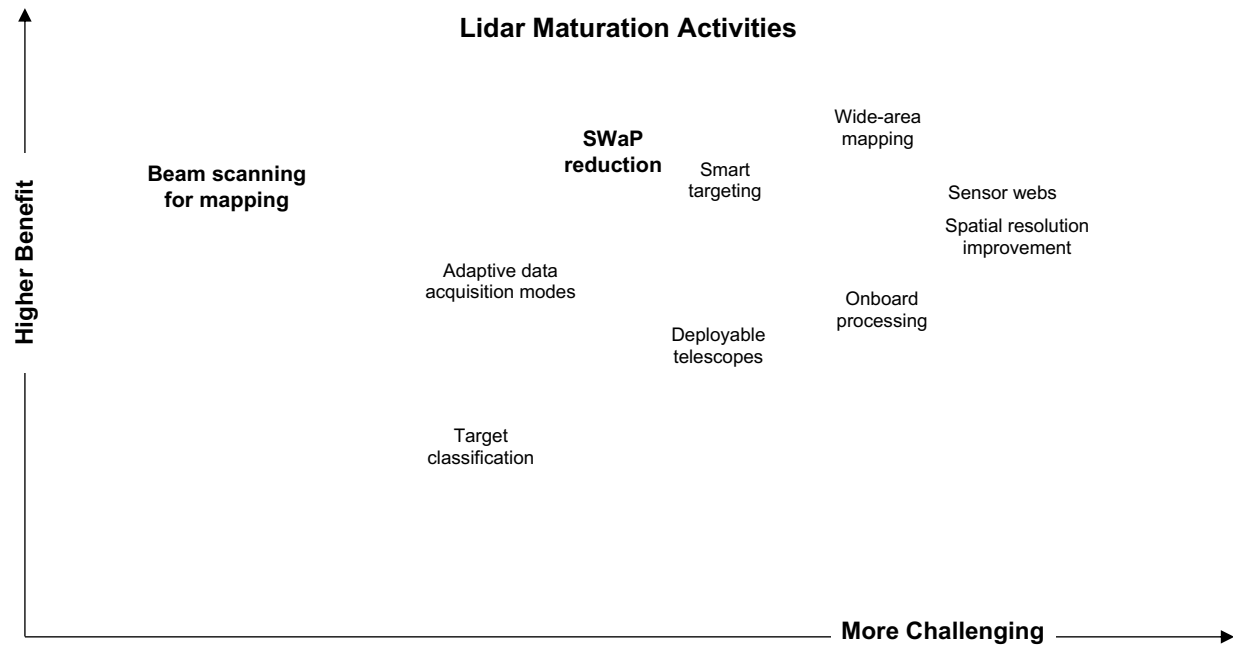 Lidar Maturation Activities
Higher Benefit
Wide-area
mapping
SWaP
reduction
Smart
targeting
Beam scanning
for mapping
Sensor webs
Spatial resolution
improvement
Adaptive data
acquisition modes
Onboard
processing
Deployable
telescopes
Target
classification
More Challenging